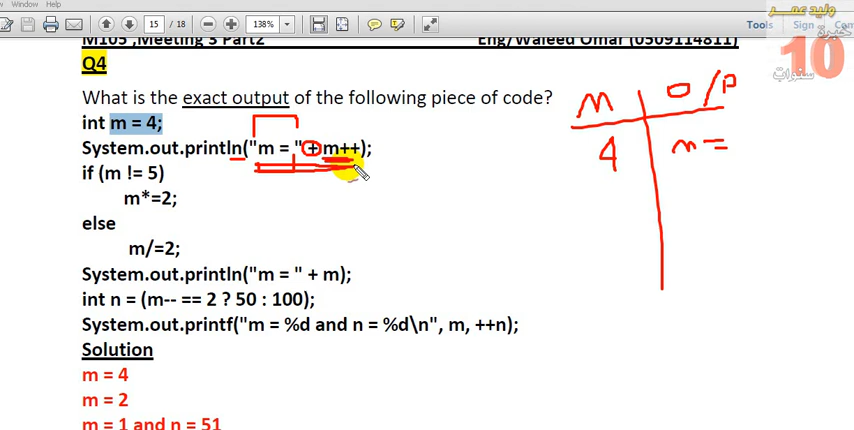 15 / 18
138%
Tools
Sign
M105 ,Meeting 3 Part2 Eng/Waleed Omar (0509114811)
وليد عمر
خبرة
10
سنوات
Q4
What is the exact output of the following piece of code?
int m = 4;
System.out.println("m = " + m++);
if (m != 5)
m*=2;
else
m/=2;
System.out.println("m = " + m);
int n = (m-- == 2 ? 50 : 100);
System.out.printf("m = %d and n = %d\n", m, ++n);
Solution
m = 4
m = 2
m = 1 and n = 51
M O/P
4 m =